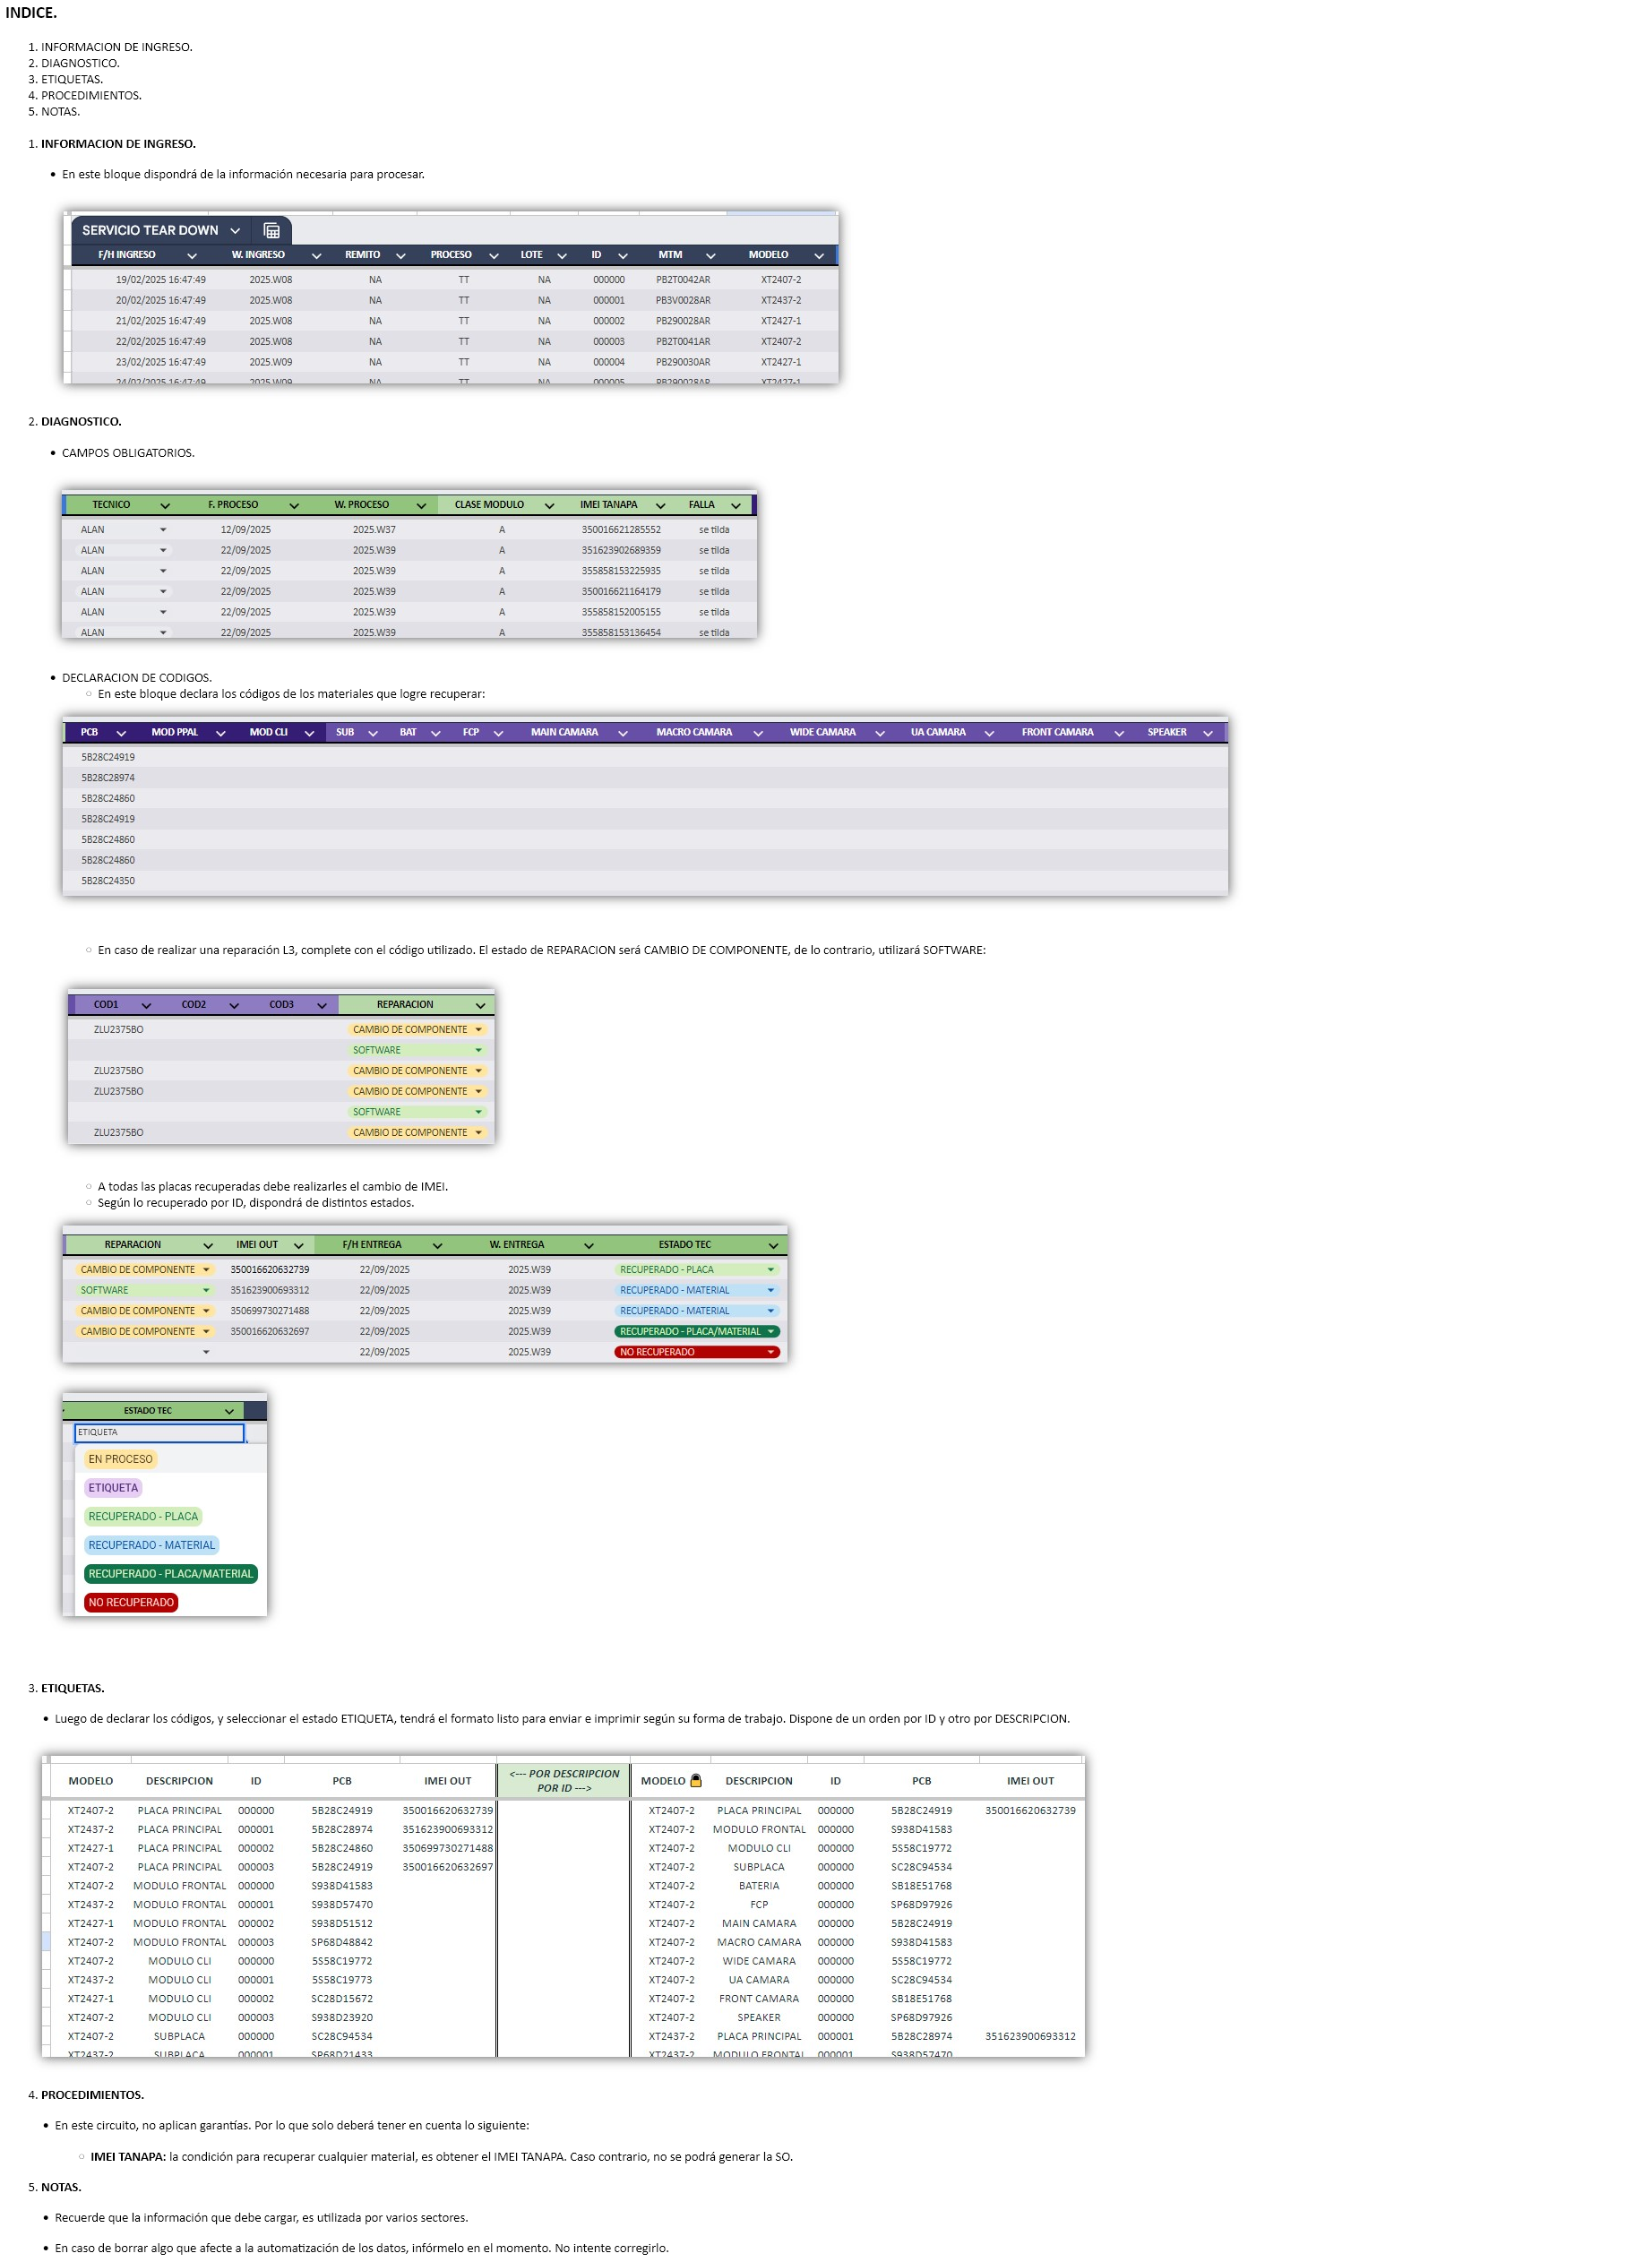 INDICE.
1. INFORMACION DE INGRESO.
2. DIAGNOSTICO.
3. ETIQUETAS.
4. PROCEDIMIENTOS.
5. NOTAS.
1. INFORMACION DE INGRESO.
• En este bloque dispondrá de la información necesaria para procesar.
SERVICIO TEAR DOWN
F/H INGRESO W. INGRESO REMITO PROCESO LOTE ID MTM MODELO
19/02/2025 16:47:49 2025.W08 NA TT NA 000000 PB2T0042AR XT2407-2
20/02/2025 16:47:49 2025.W08 NA TT NA 000001 PB3V0028AR XT2437-2
21/02/2025 16:47:49 2025.W08 NA TT NA 000002 PB290028AR XT2427-1
22/02/2025 16:47:49 2025.W08 NA TT NA 000003 PB2T0041AR XT2407-2
23/02/2025 16:47:49 2025.W09 NA TT NA 000004 PB290030AR XT2427-1
24/02/2025 16:47:49 2025.W09 NA TT NA 000005 PB290028AR XT2427-1
2. DIAGNOSTICO.
• CAMPOS OBLIGATORIOS.
TECNICO F. PROCESO W. PROCESO CLASE MODULO IMEI TANAPA FALLA
ALAN 12/09/2025 2025.W37 A 350016621285552 se tilda
ALAN 22/09/2025 2025.W39 A 351623902689359 se tilda
ALAN 22/09/2025 2025.W39 A 355858153225935 se tilda
ALAN 22/09/2025 2025.W39 A 350016621164179 se tilda
ALAN 22/09/2025 2025.W39 A 355858152005155 se tilda
ALAN 22/09/2025 2025.W39 A 355858153136454 se tilda
• DECLARACION DE CODIGOS.
○ En este bloque declara los códigos de los materiales que logre recuperar:
PCB MOD PPAL MOD CLI SUB BAT FCP MAIN CAMARA MACRO CAMARA WIDE CAMARA UA CAMARA FRONT CAMARA SPEAKER
5B28C24919
5B28C28974
5B28C24860
5B28C24919
5B28C24860
5B28C24860
5B28C24350
○ En caso de realizar una reparación L3, complete con el código utilizado. El estado de REPARACION será CAMBIO DE COMPONENTE, de lo contrario, utilizará SOFTWARE:
COD1 COD2 COD3 REPARACION
ZLU2375BO CAMBIO DE COMPONENTE
SOFTWARE
ZLU2375BO CAMBIO DE COMPONENTE
ZLU2375BO CAMBIO DE COMPONENTE
SOFTWARE
ZLU2375BO CAMBIO DE COMPONENTE
○ A todas las placas recuperadas debe realizarles el cambio de IMEI.
○ Según lo recuperado por ID, dispondrá de distintos estados.
REPARACION IMEI OUT F/H ENTREGA W. ENTREGA ESTADO TEC
CAMBIO DE COMPONENTE 350016620632739 22/09/2025 2025.W39 RECUPERADO - PLACA
SOFTWARE 351623900693312 22/09/2025 2025.W39 RECUPERADO - MATERIAL
CAMBIO DE COMPONENTE 350699730271488 22/09/2025 2025.W39 RECUPERADO - MATERIAL
CAMBIO DE COMPONENTE 350016620632697 22/09/2025 2025.W39 RECUPERADO - PLACA/MATERIAL
22/09/2025 2025.W39 NO RECUPERADO
ESTADO TEC
ETIQUETA
EN PROCESO
ETIQUETA
RECUPERADO - PLACA
RECUPERADO - MATERIAL
RECUPERADO - PLACA/MATERIAL
NO RECUPERADO
3. ETIQUETAS.
• Luego de declarar los códigos, y seleccionar el estado ETIQUETA, tendrá el formato listo para enviar e imprimir según su forma de trabajo. Dispone de un orden por ID y otro por DESCRIPCION.
MODELO DESCRIPCION ID PCB IMEI OUT <--- POR DESCRIPCION POR ID ---> MODELO DESCRIPCION ID PCB IMEI OUT
XT2407-2 PLACA PRINCIPAL 000000 5B28C24919 350016620632739 XT2407-2 PLACA PRINCIPAL 000000 5B28C24919 350016620632739
XT2437-2 PLACA PRINCIPAL 000001 5B28C28974 351623900693312 XT2407-2 MODULO FRONTAL 000000 S938D41583
XT2427-1 PLACA PRINCIPAL 000002 5B28C24860 350699730271488 XT2407-2 MODULO CLI 000000 5S58C19772
XT2407-2 PLACA PRINCIPAL 000003 5B28C24919 350016620632697 XT2407-2 SUBPLACA 000000 SC28C94534
XT2407-2 MODULO FRONTAL 000000 S938D41583 XT2407-2 BATERIA 000000 SB18E51768
XT2437-2 MODULO FRONTAL 000001 S938D57470 XT2407-2 FCP 000000 SP68D97926
XT2427-1 MODULO FRONTAL 000002 S938D51512 XT2407-2 MAIN CAMARA 000000 5B28C24919
XT2407-2 MODULO FRONTAL 000003 SP68D48842 XT2407-2 MACRO CAMARA 000000 S938D41583
XT2407-2 MODULO CLI 000000 5S58C19772 XT2407-2 WIDE CAMARA 000000 5S58C19772
XT2437-2 MODULO CLI 000001 5S58C19773 XT2407-2 UA CAMARA 000000 SC28C94534
XT2427-1 MODULO CLI 000002 SC28D15672 XT2407-2 FRONT CAMARA 000000 SB18E51768
XT2407-2 MODULO CLI 000003 S938D23920 XT2407-2 SPEAKER 000000 SP68D97926
XT2407-2 SUBPLACA 000000 SC28C94534 XT2437-2 PLACA PRINCIPAL 000001 5B28C28974 351623900693312
XT2437-2 SUBPLACA 000001 SP68D21433 XT2437-2 MODULO FRONTAL 000001 S938D57470
4. PROCEDIMIENTOS.
• En este circuito, no aplican garantías. Por lo que solo deberá tener en cuenta lo siguiente:
○ IMEI TANAPA: la condición para recuperar cualquier material, es obtener el IMEI TANAPA. Caso contrario, no se podrá generar la SO.
5. NOTAS.
• Recuerde que la información que debe cargar, es utilizada por varios sectores.
• En caso de borrar algo que afecte a la automatización de los datos, infórmelo en el momento. No intente corregirlo.